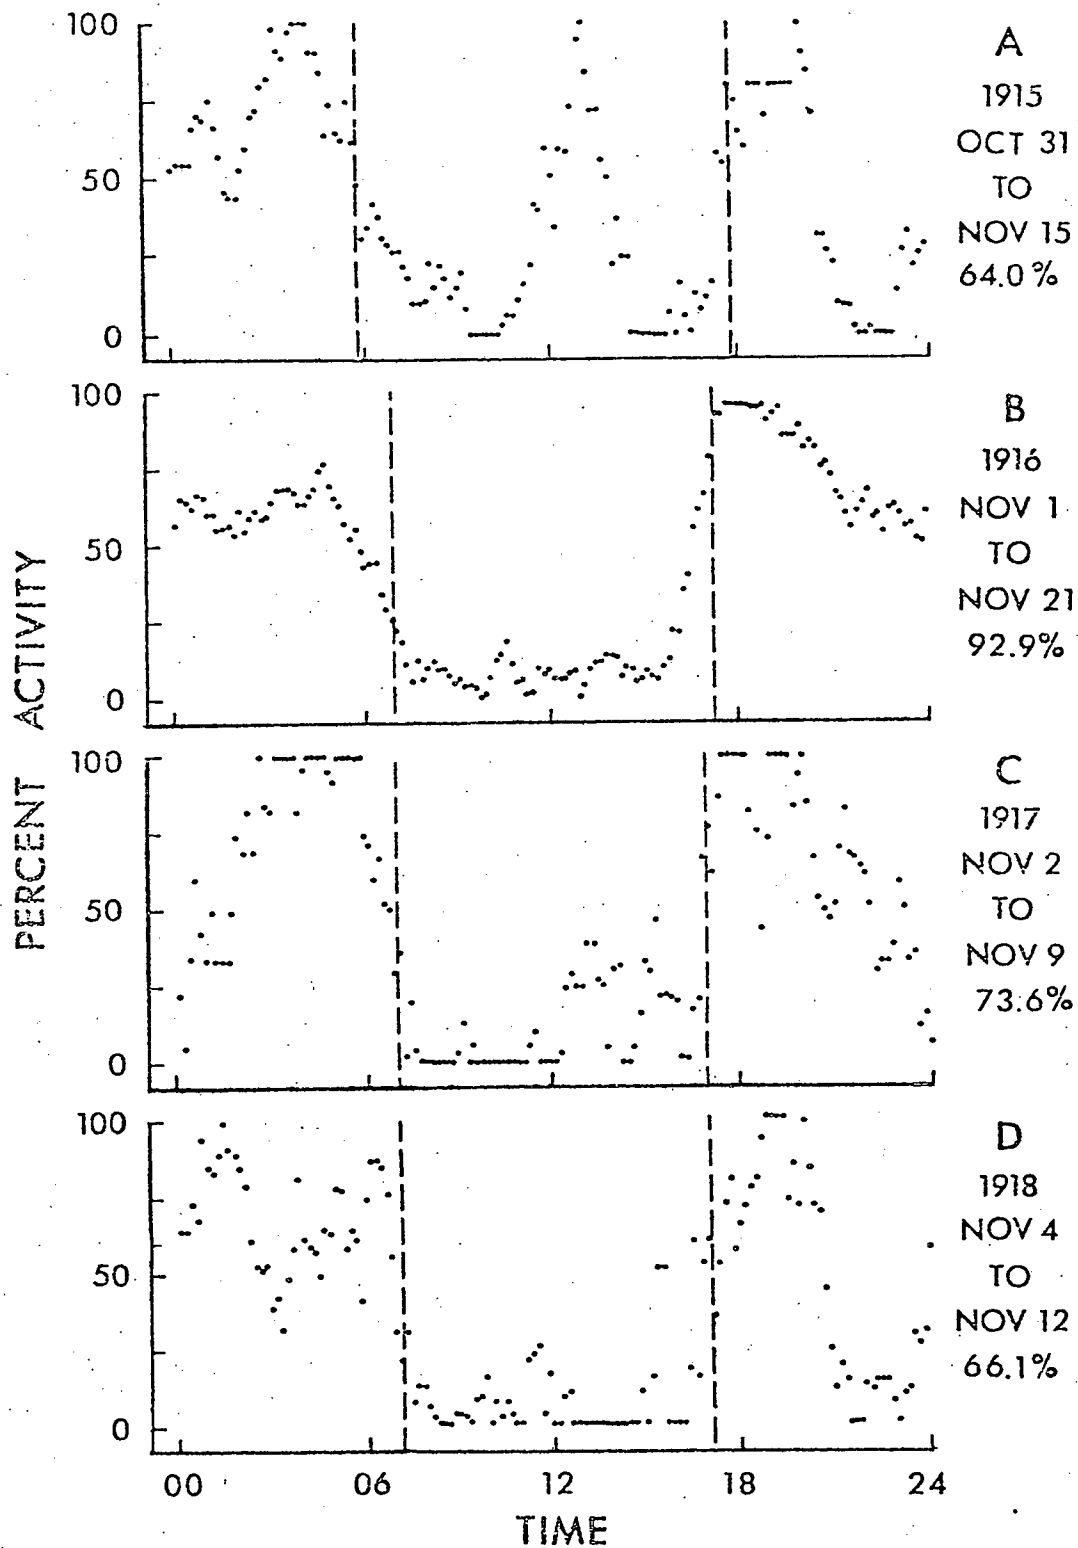 PERCENT ACTIVITY
100
50
0
A
1915
OCT 31
TO
NOV 15
64.0%
100
50
0
B
1916
NOV 1
TO
NOV 21
92.9%
100
50
0
C
1917
NOV 2
TO
NOV 9
73.6%
100
50
0
D
1918
NOV 4
TO
NOV 12
66.1%
00 06 12 18 24
TIME